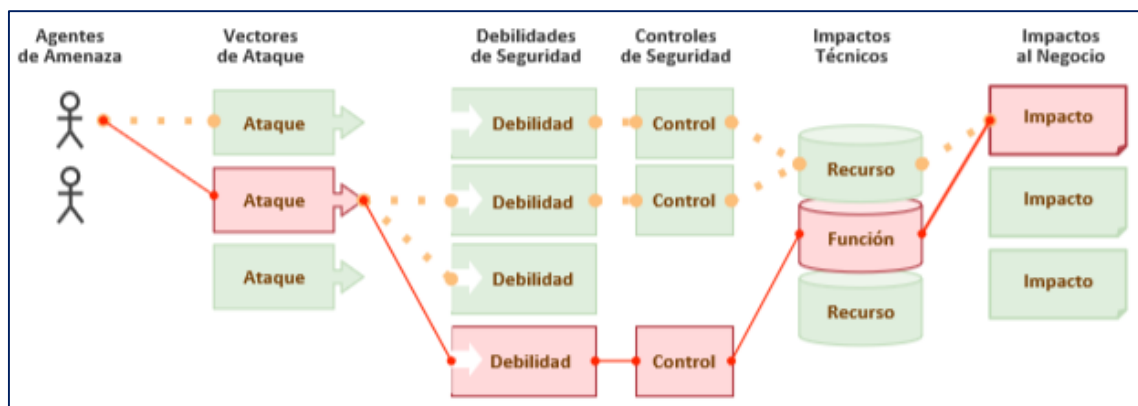 Agentes
de Amenaza
Vectores
de Ataque
Debilidades
de Seguridad
Controles
de Seguridad
Impactos
Técnicos
Impactos
al Negocio
Ataque
Debilidad
Control
Impacto
Recurso
Ataque
Debilidad
Control
Impacto
Función
Ataque
Debilidad
Impacto
Recurso
Debilidad
Control